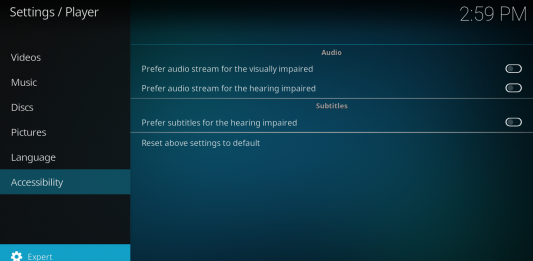 Settings / Player
2:59 PM
Videos
Music
Discs
Pictures
Language
Accessibility
Expert
Audio
Prefer audio stream for the visually impaired
Prefer audio stream for the hearing impaired
Subtitles
Prefer subtitles for the hearing impaired
Reset above settings to default